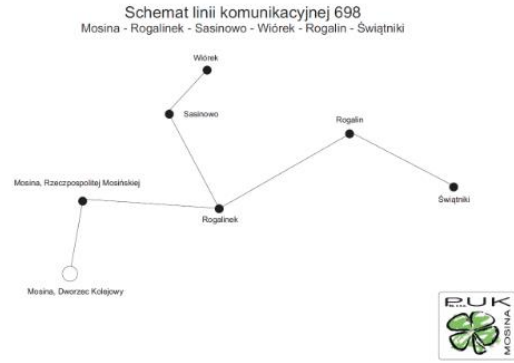 Schemat linii komunikacyjnej 698
Mosina - Rogalinek - Sasinowo - Wiórek - Rogalin - Świątniki
Wiórek
Sasinowo
Rogalin
Mosina, Rzeczpospolitej Mosińskiej
Rogalinek
Świątniki
Mosina, Dworzec Kolejowy
P.U.K
MOSINA